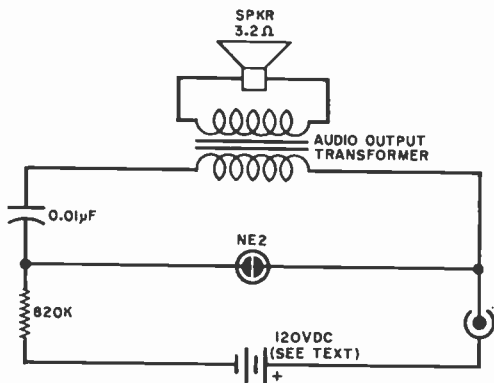 SPKR
3.2Ω
AUDIO OUTPUT
TRANSFORMER
0.01µF
NE2
820K
120VDC
(SEE TEXT)
+